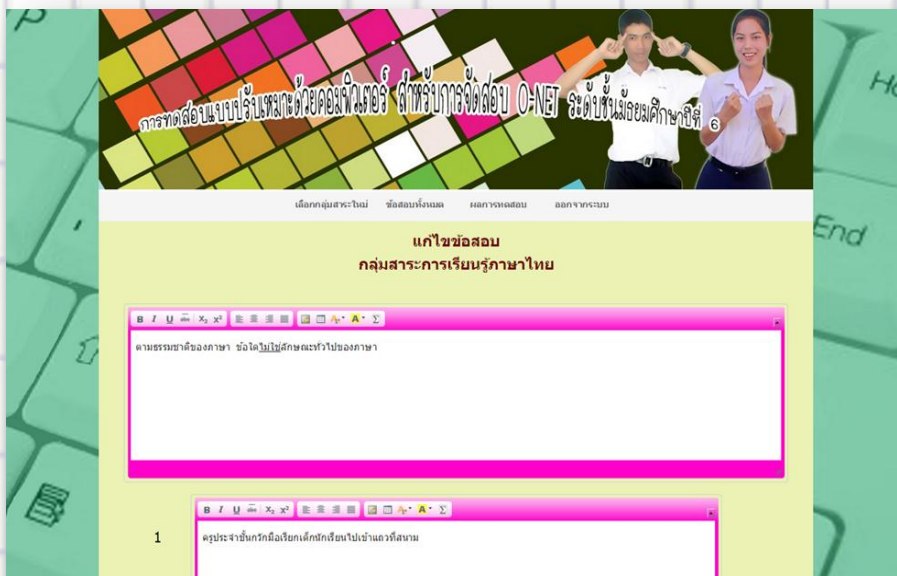 P
Ho
End
การทดสอบแบบปรับเหมาะด้วยคอมพิวเตอร์ สำหรับการจัดสอบ O-NET ระดับชั้นมัธยมศึกษาปีที่ 6
เลือกกลุ่มสาระใหม่ ข้อสอบทั้งหมด ผลการทดสอบ ออกจากระบบ
แก้ไขข้อสอบ
กลุ่มสาระการเรียนรู้ภาษาไทย
B I U abc X₂ X² A A Σ
ตามธรรมชาติของภาษา ข้อใดไม่ใช่ลักษณะทั่วไปของภาษา
B I U abc X₂ X² A A Σ
1
ครูประจำชั้นกวักมือเรียกเด็กนักเรียนไปเข้าแถวที่สนาม